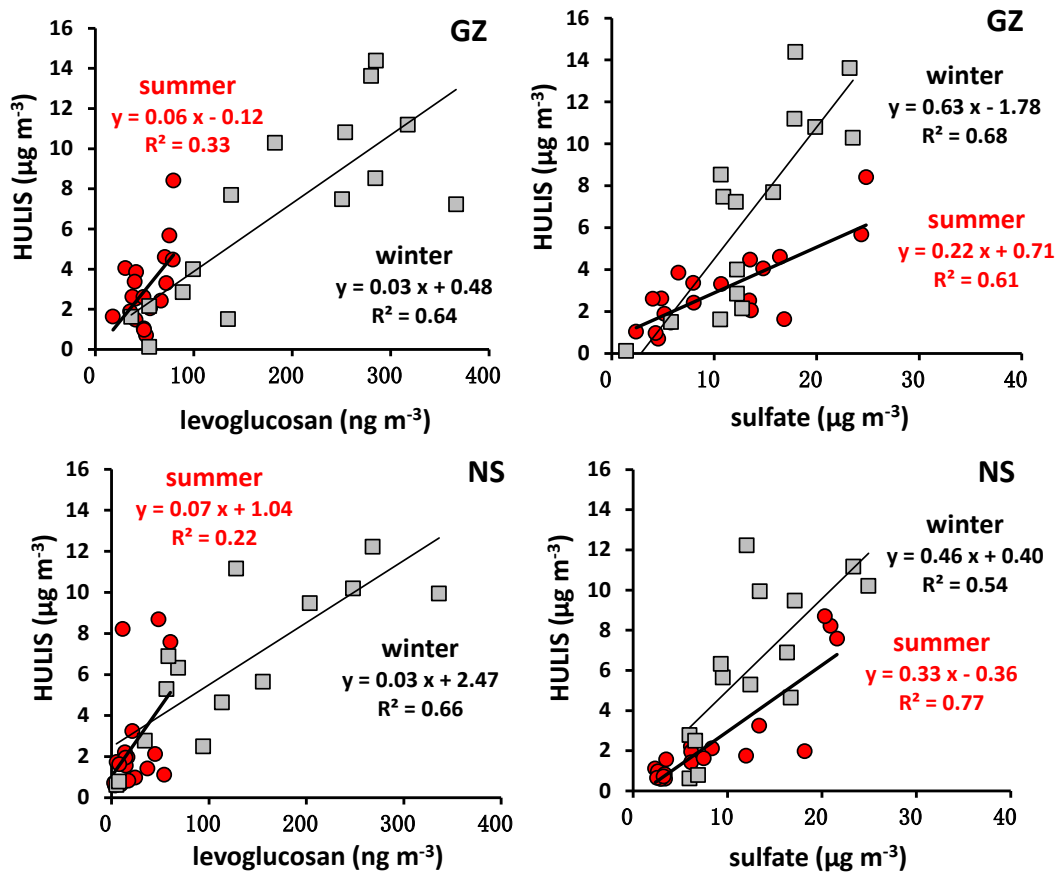 GZ
16
14
12
10
8
6
4
2
0
HULIS (µg m-3)
summer
y = 0.06 x - 0.12
R² = 0.33
winter
y = 0.03 x + 0.48
R² = 0.64
0 100 200 300 400
levoglucosan (ng m-3)
GZ
16
14
12
10
8
6
4
2
0
HULIS (µg m-3)
winter
y = 0.63 x - 1.78
R² = 0.68
summer
y = 0.22 x + 0.71
R² = 0.61
0 10 20 30 40
sulfate (µg m-3)
NS
16
14
12
10
8
6
4
2
0
HULIS (µg m-3)
summer
y = 0.07 x + 1.04
R² = 0.22
winter
y = 0.03 x + 2.47
R² = 0.66
0 100 200 300 400
levoglucosan (ng m-3)
NS
16
14
12
10
8
6
4
2
0
HULIS (µg m-3)
winter
y = 0.46 x + 0.40
R² = 0.54
summer
y = 0.33 x - 0.36
R² = 0.77
0 10 20 30 40
sulfate (µg m-3)